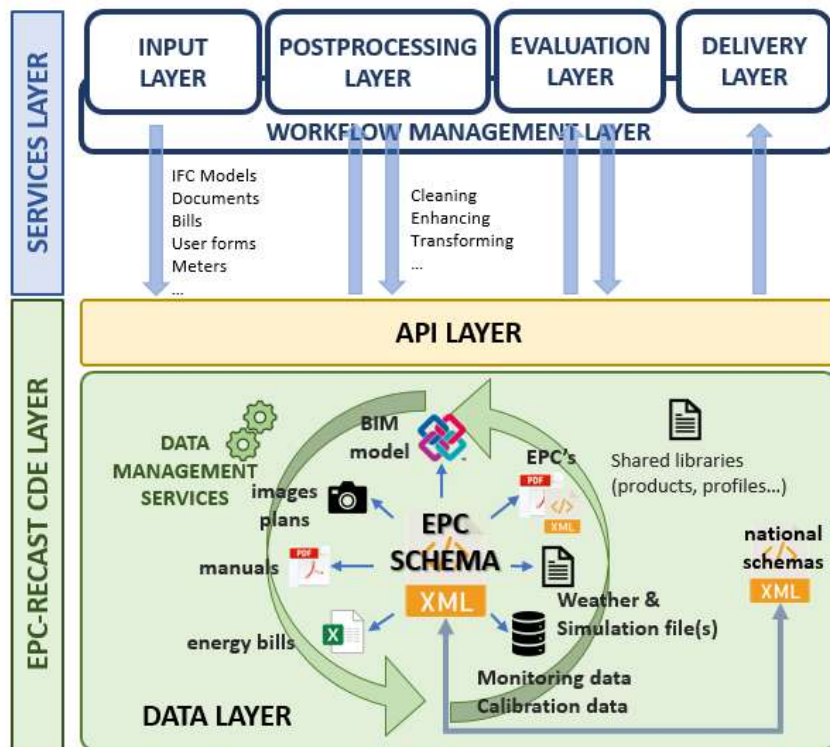 SERVICES LAYER
INPUT
LAYER
POSTPROCESSING
LAYER
EVALUATION
LAYER
DELIVERY
LAYER
WORKFLOW MANAGEMENT LAYER
IFC Models
Documents
Bills
User forms
Meters
...
Cleaning
Enhancing
Transforming
...
EPC-RECAST CDE LAYER
API LAYER
DATA
MANAGEMENT
SERVICES
BIM
model
EPC's
PDF
</>
XML
Shared libraries
(products, profiles...)
images
plans
EPC
SCHEMA
</>
XML
national
schemas
</>
XML
manuals
PDF
Weather &
Simulation file(s)
energy bills
X
Monitoring data
Calibration data
DATA LAYER